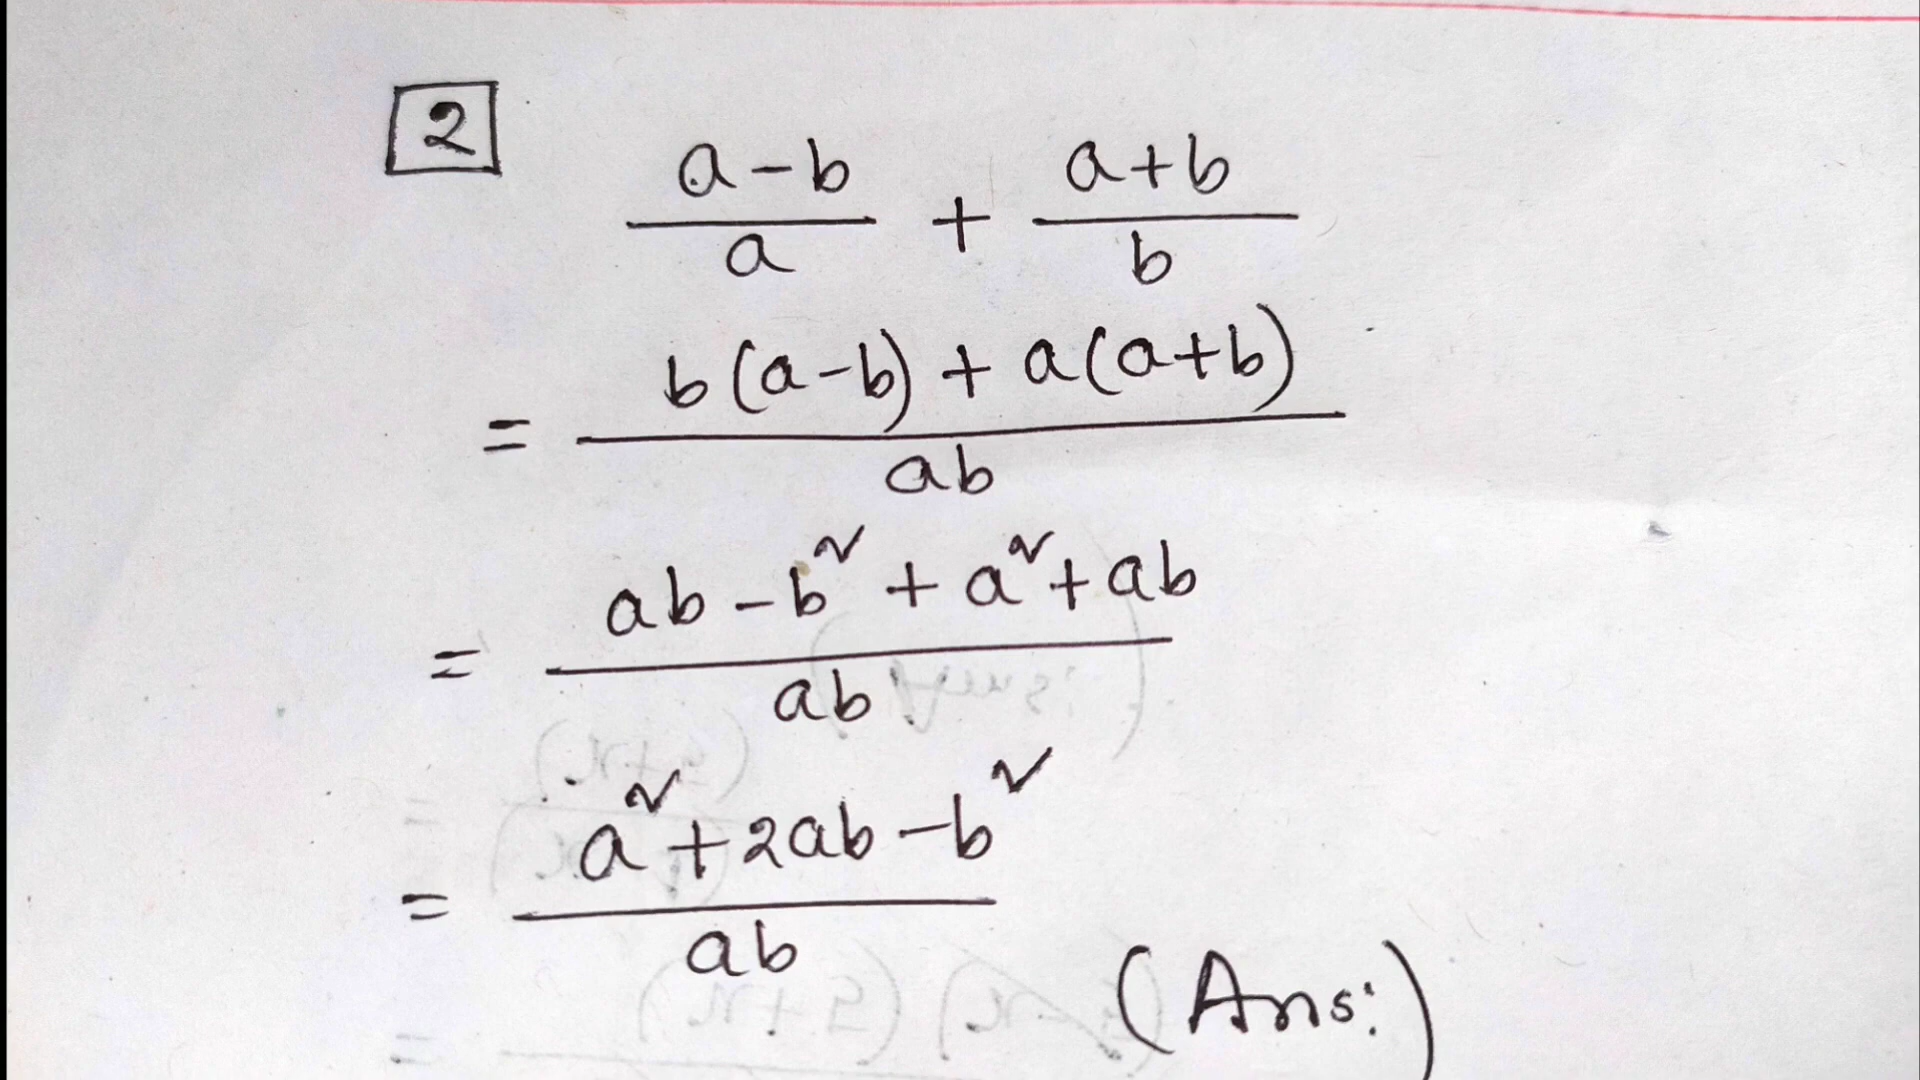 2
(a-b)/a + (a+b)/b
= (b(a-b) + a(a+b))/ab
= (ab-b² + a²+ab)/ab
= (a²+2ab-b²)/ab
(Ans:)